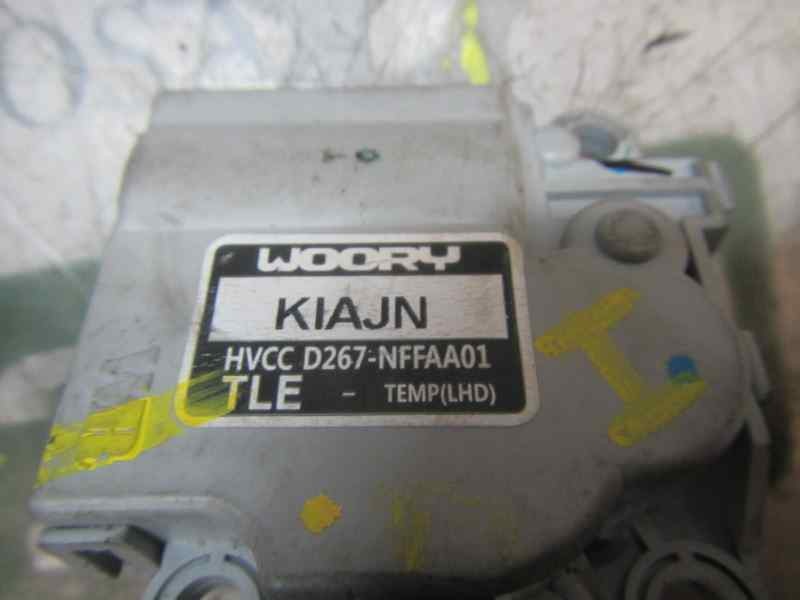 WOORY
KIAJN
HVCC D267-NFFAA01
TLE - TEMP(LHD)
I